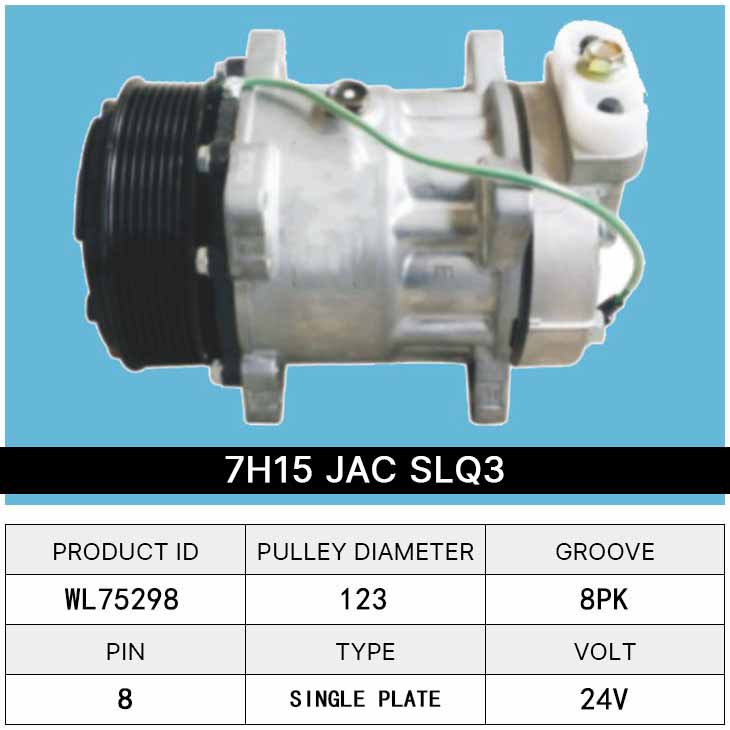 7H15 JAC SLQ3
PRODUCT ID PULLEY DIAMETER GROOVE
WL75298 123 8PK
PIN TYPE VOLT
8 SINGLE PLATE 24V